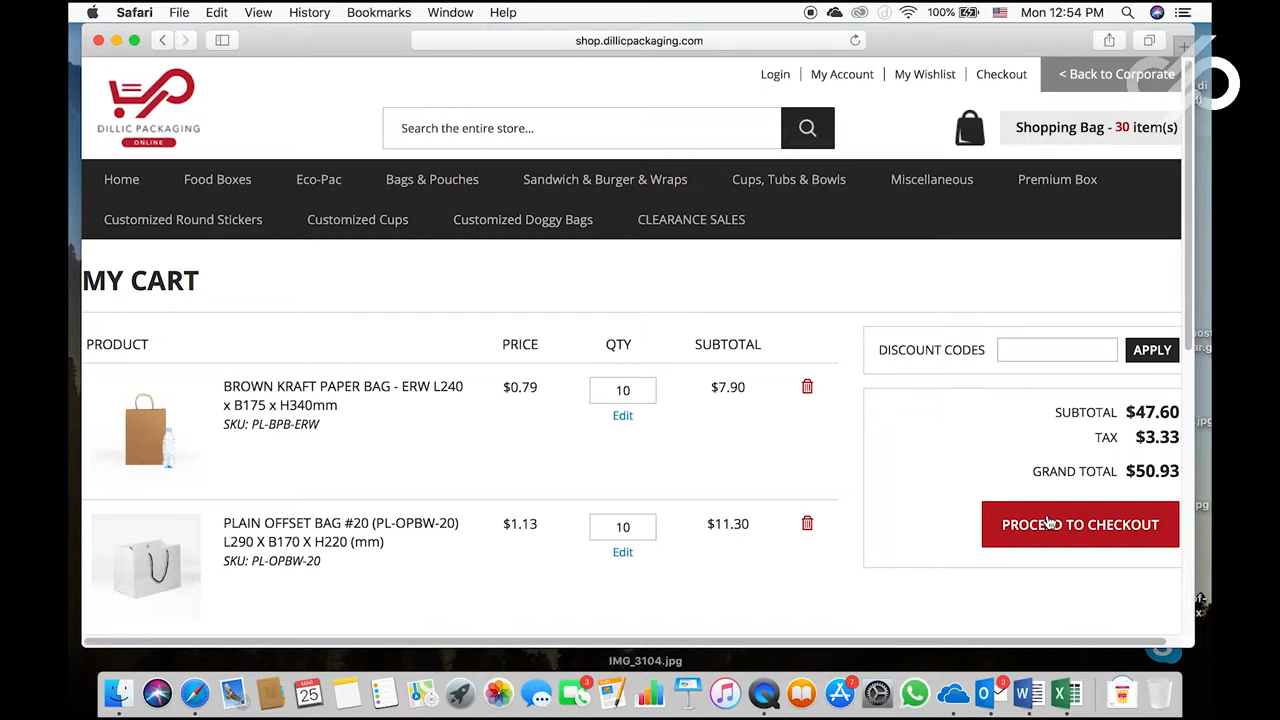 Safari File Edit View History Bookmarks Window Help 100% Mon 12:54 PM
shop.dillicpackaging.com
Login My Account My Wishlist Checkout < Back to Corporate
DILLIC PACKAGING
ONLINE
Search the entire store...
Shopping Bag - 30 item(s)
Home Food Boxes Eco-Pac Bags & Pouches Sandwich & Burger & Wraps Cups, Tubs & Bowls Miscellaneous Premium Box
Customized Round Stickers Customized Cups Customized Doggy Bags CLEARANCE SALES
MY CART
PRODUCT PRICE QTY SUBTOTAL
DISCOUNT CODES APPLY
BROWN KRAFT PAPER BAG - ERW L240 $0.79 10 $7.90
x B175 x H340mm
SKU: PL-BPB-ERW
Edit
SUBTOTAL $47.60
TAX $3.33
GRAND TOTAL $50.93
PROCEED TO CHECKOUT
PLAIN OFFSET BAG #20 (PL-OPBW-20) $1.13 10 $11.30
L290 X B170 X H220 (mm)
SKU: PL-OPBW-20
Edit
IMG_3104.jpg
MAR
25
3
7
3